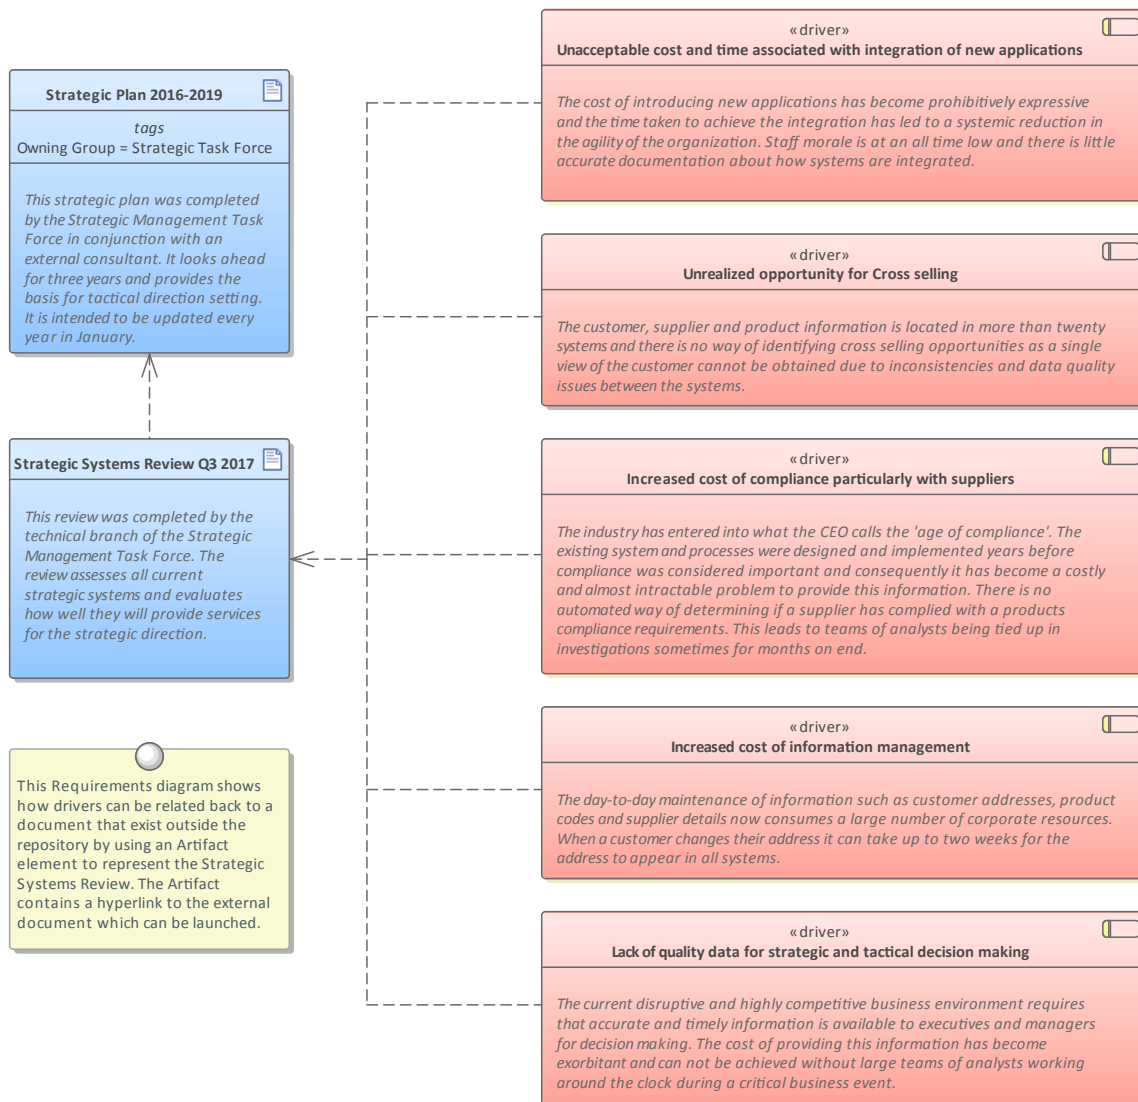 Strategic Plan 2016-2019
tags
Owning Group = Strategic Task Force
This strategic plan was completed
by the Strategic Management Task
Force in conjunction with an
external consultant. It looks ahead
for three years and provides the
basis for tactical direction setting.
It is intended to be updated every
year in January.
Strategic Systems Review Q3 2017
This review was completed by the
technical branch of the Strategic
Management Task Force. The
review assesses all current
strategic systems and evaluates
how well they will provide services
for the strategic direction.
This Requirements diagram shows
how drivers can be related back to a
document that exist outside the
repository by using an Artifact
element to represent the Strategic
Systems Review. The Artifact
contains a hyperlink to the external
document which can be launched.
«driver»
Unacceptable cost and time associated with integration of new applications
The cost of introducing new applications has become prohibitively expressive
and the time taken to achieve the integration has led to a systemic reduction in
the agility of the organization. Staff morale is at an all time low and there is little
accurate documentation about how systems are integrated.
«driver»
Unrealized opportunity for Cross selling
The customer, supplier and product information is located in more than twenty
systems and there is no way of identifying cross selling opportunities as a single
view of the customer cannot be obtained due to inconsistencies and data quality
issues between the systems.
«driver»
Increased cost of compliance particularly with suppliers
The industry has entered into what the CEO calls the 'age of compliance'. The
existing system and processes were designed and implemented years before
compliance was considered important and consequently it has become a costly
and almost intractable problem to provide this information. There is no
automated way of determining if a supplier has complied with a products
compliance requirements. This leads to teams of analysts being tied up in
investigations sometimes for months on end.
«driver»
Increased cost of information management
The day-to-day maintenance of information such as customer addresses, product
codes and supplier details now consumes a large number of corporate resources.
When a customer changes their address it can take up to two weeks for the
address to appear in all systems.
«driver»
Lack of quality data for strategic and tactical decision making
The current disruptive and highly competitive business environment requires
that accurate and timely information is available to executives and managers
for decision making. The cost of providing this information has become
exorbitant and can not be achieved without large teams of analysts working
around the clock during a critical business event.